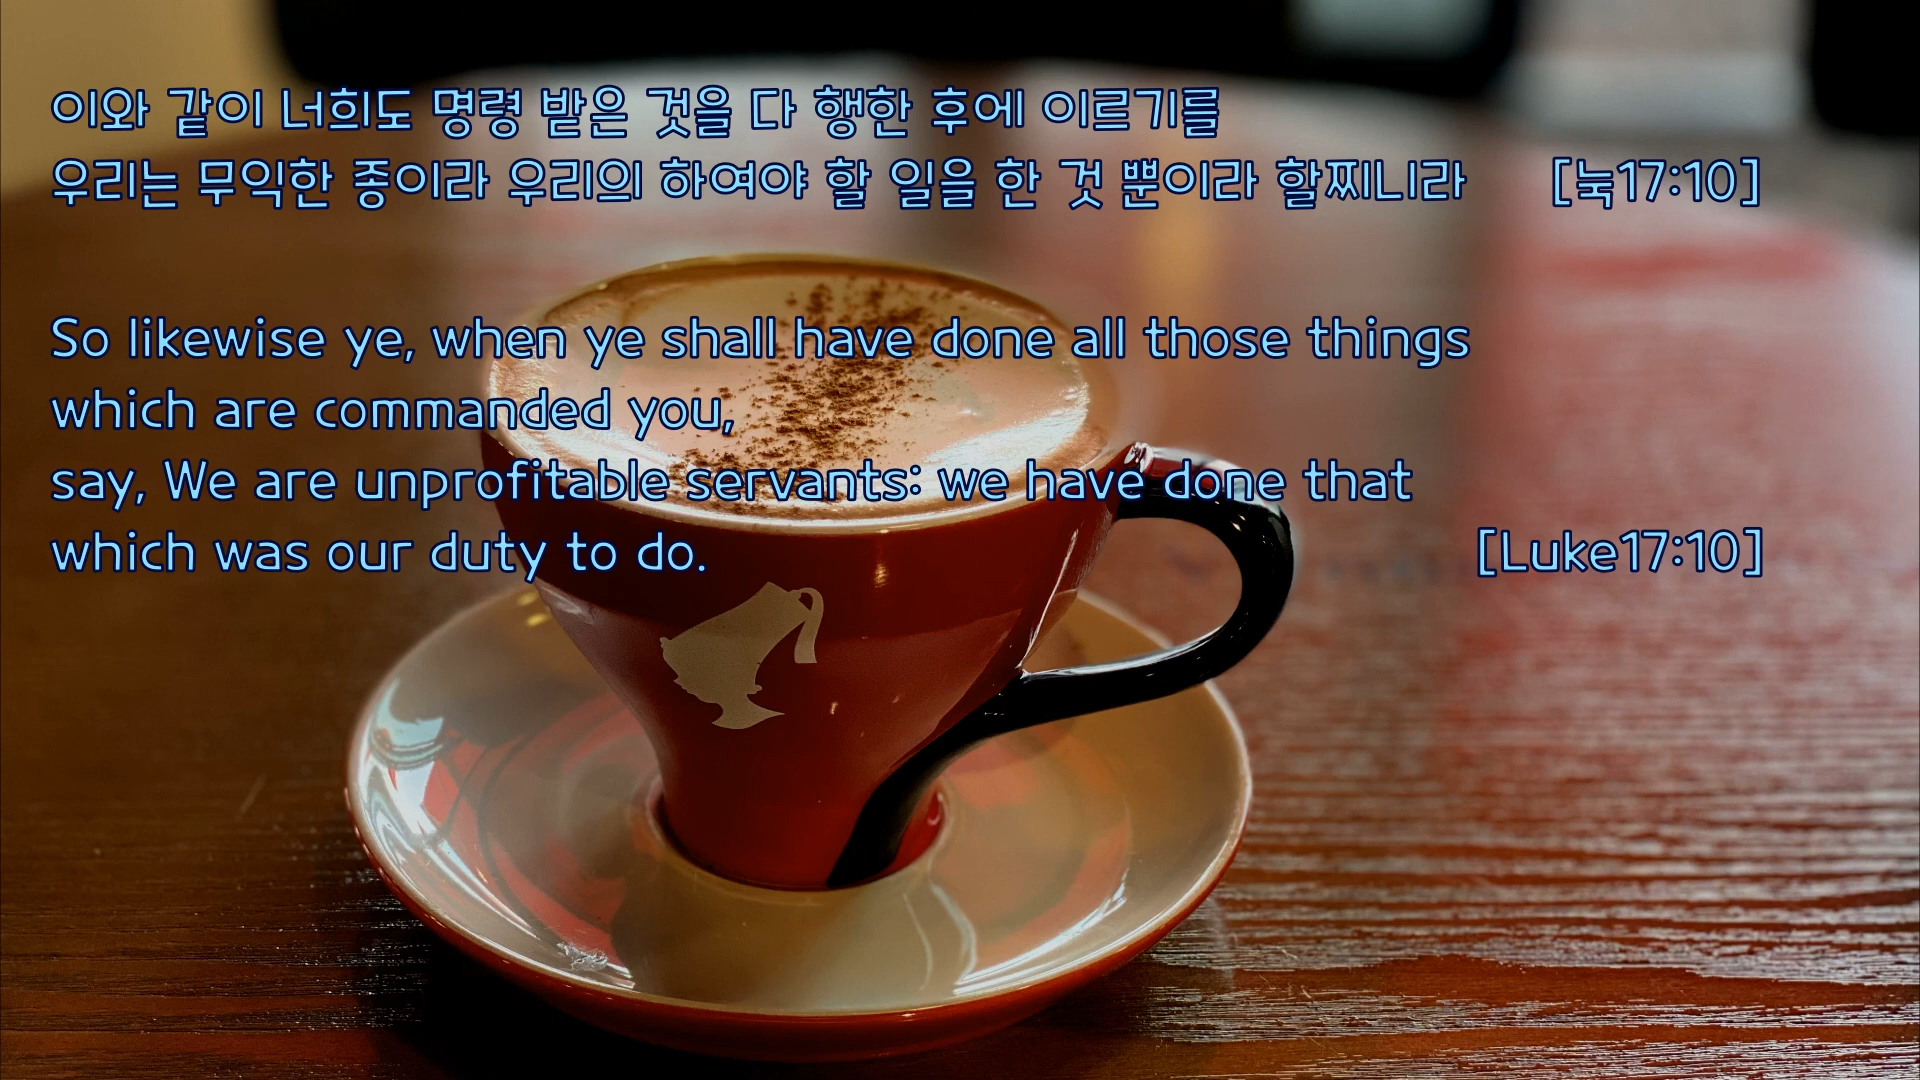 이와 같이 너희도 명령 받은 것을 다 행한 후에 이르기를
우리는 무익한 종이라 우리의 하여야 할 일을 한 것 뿐이라 할찌니라 [눅17:10]
So likewise ye, when ye shall have done all those things
which are commanded you,
say, We are unprofitable servants: we have done that
which was our duty to do. [Luke17:10]